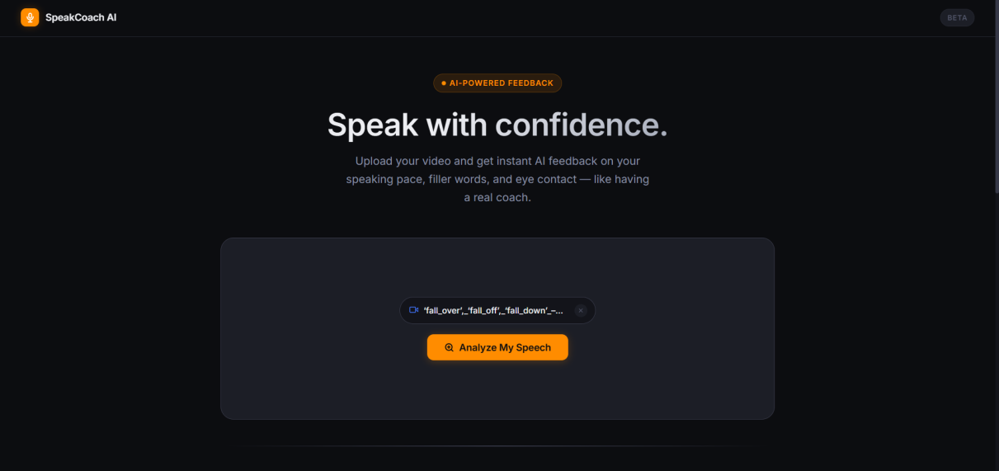 SpeakCoach AI
BETA
AI-POWERED FEEDBACK
Speak with confidence.
Upload your video and get instant AI feedback on your
speaking pace, filler words, and eye contact — like having
a real coach.
‘fall_over’,_‘fall_off’,_‘fall_down’_–...
Analyze My Speech